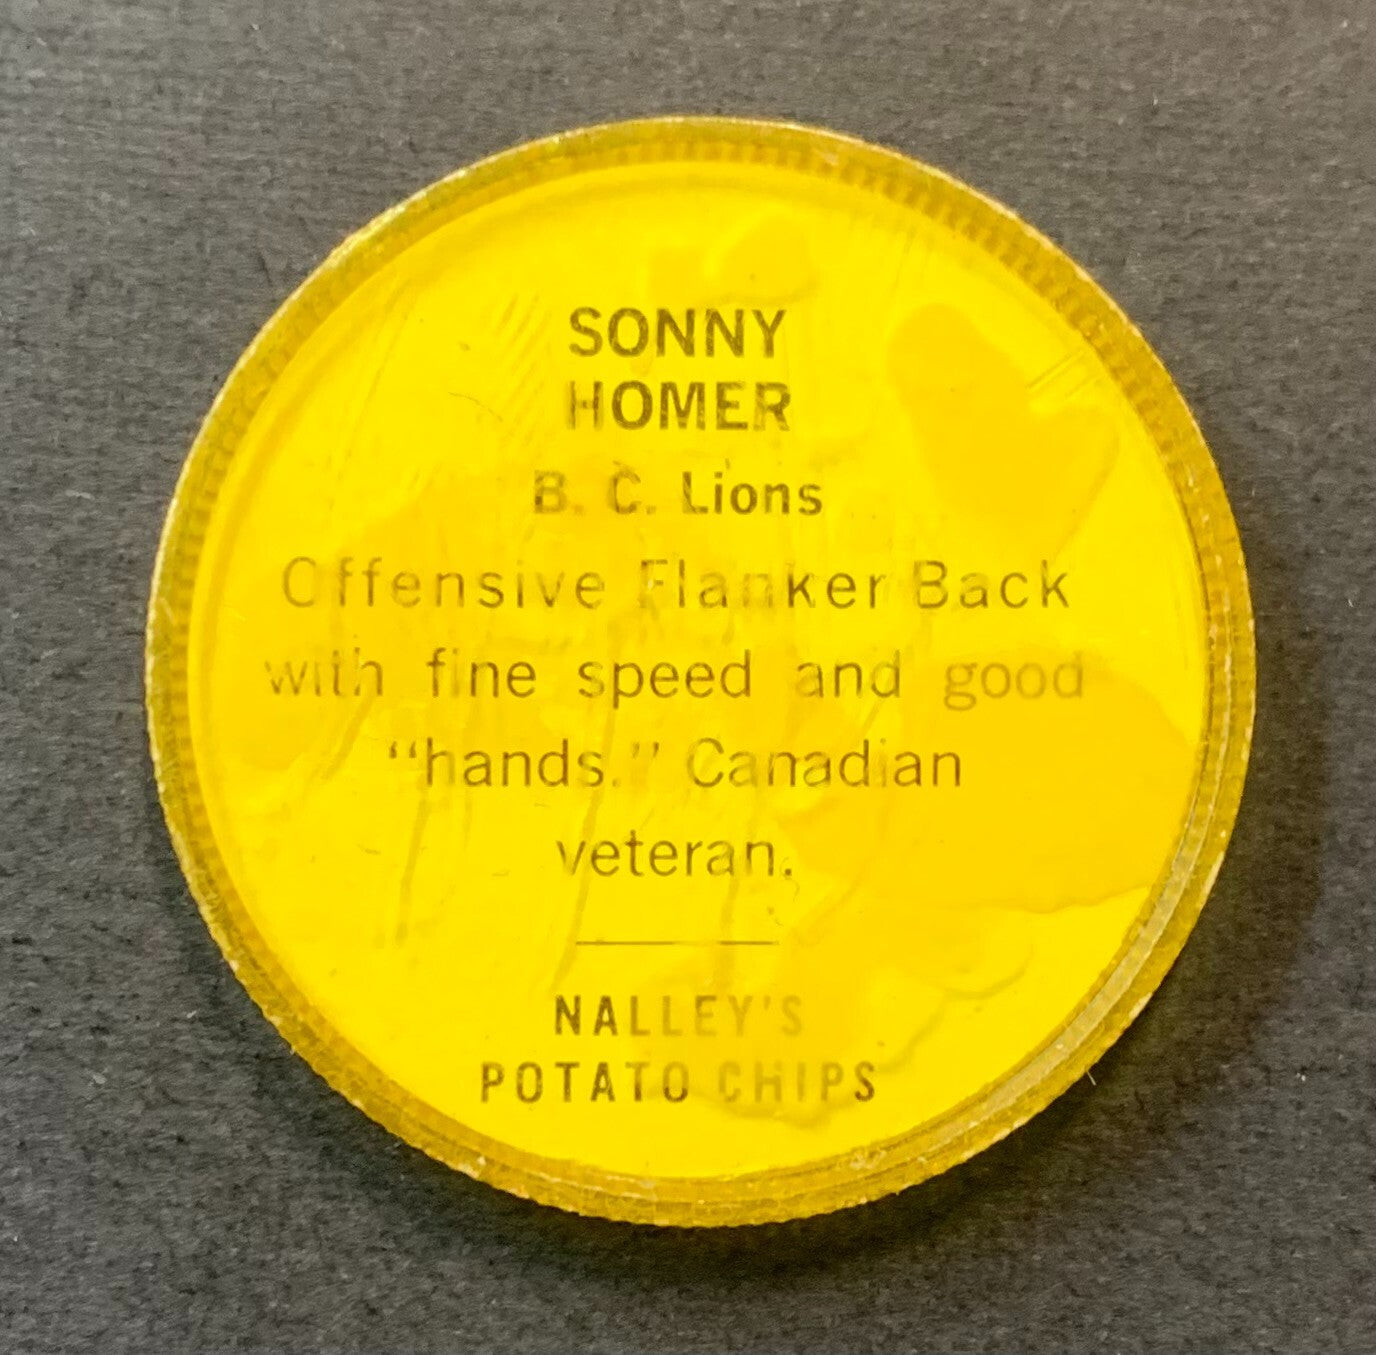 SONNY
HOMER
B. C. Lions
Offensive Flanker Back
with fine speed and good
“hands.” Canadian
veteran.
NALLEY'S
POTATO CHIPS